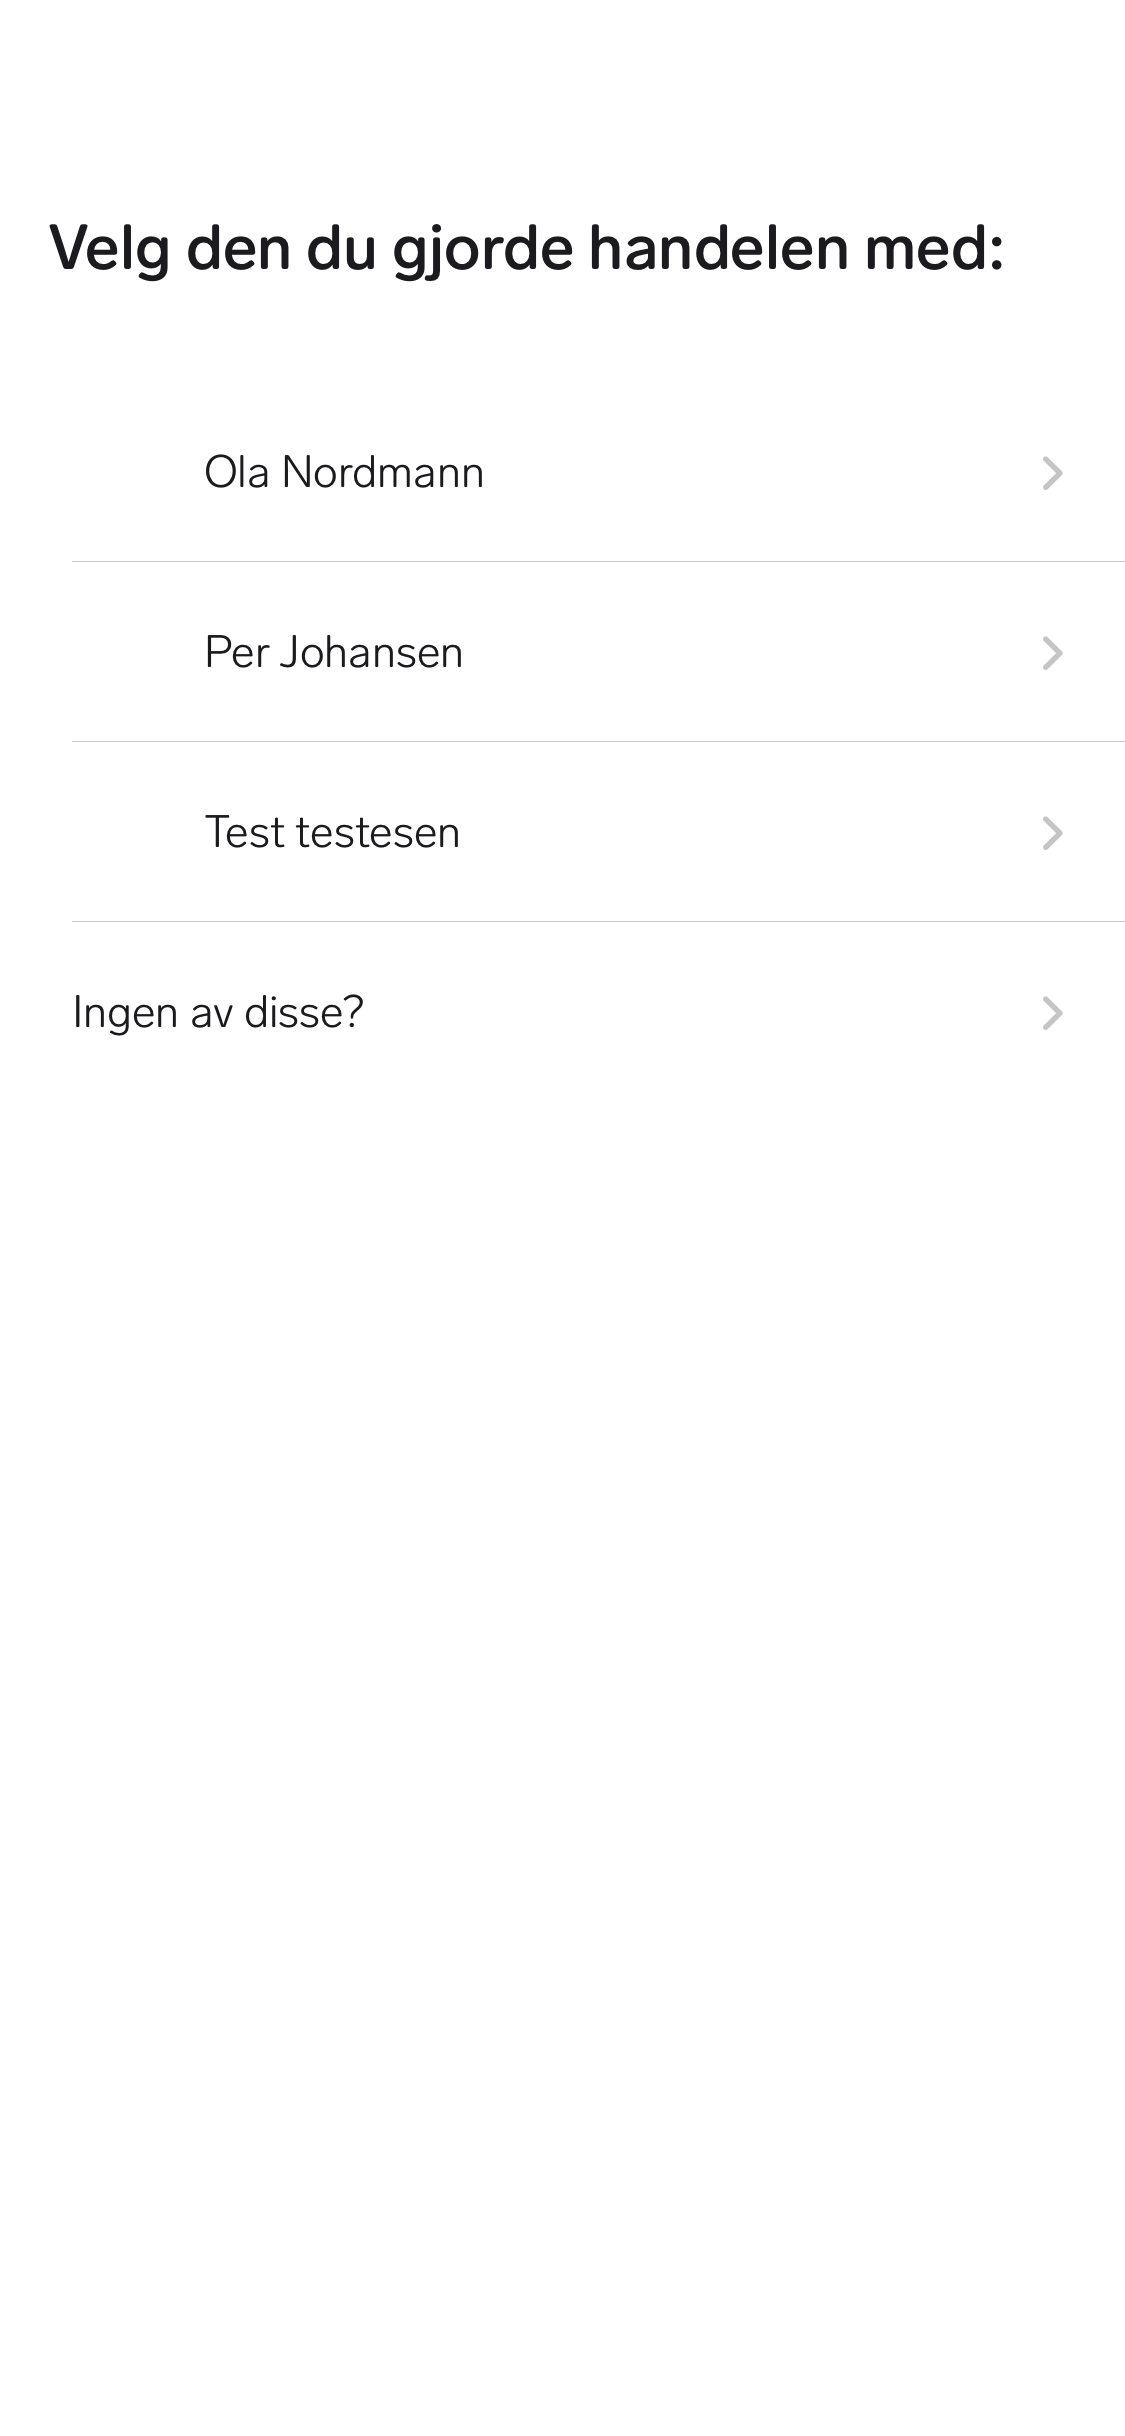 Velg den du gjorde handelen med:
Ola Nordmann
Per Johansen
Test testesen
Ingen av disse?